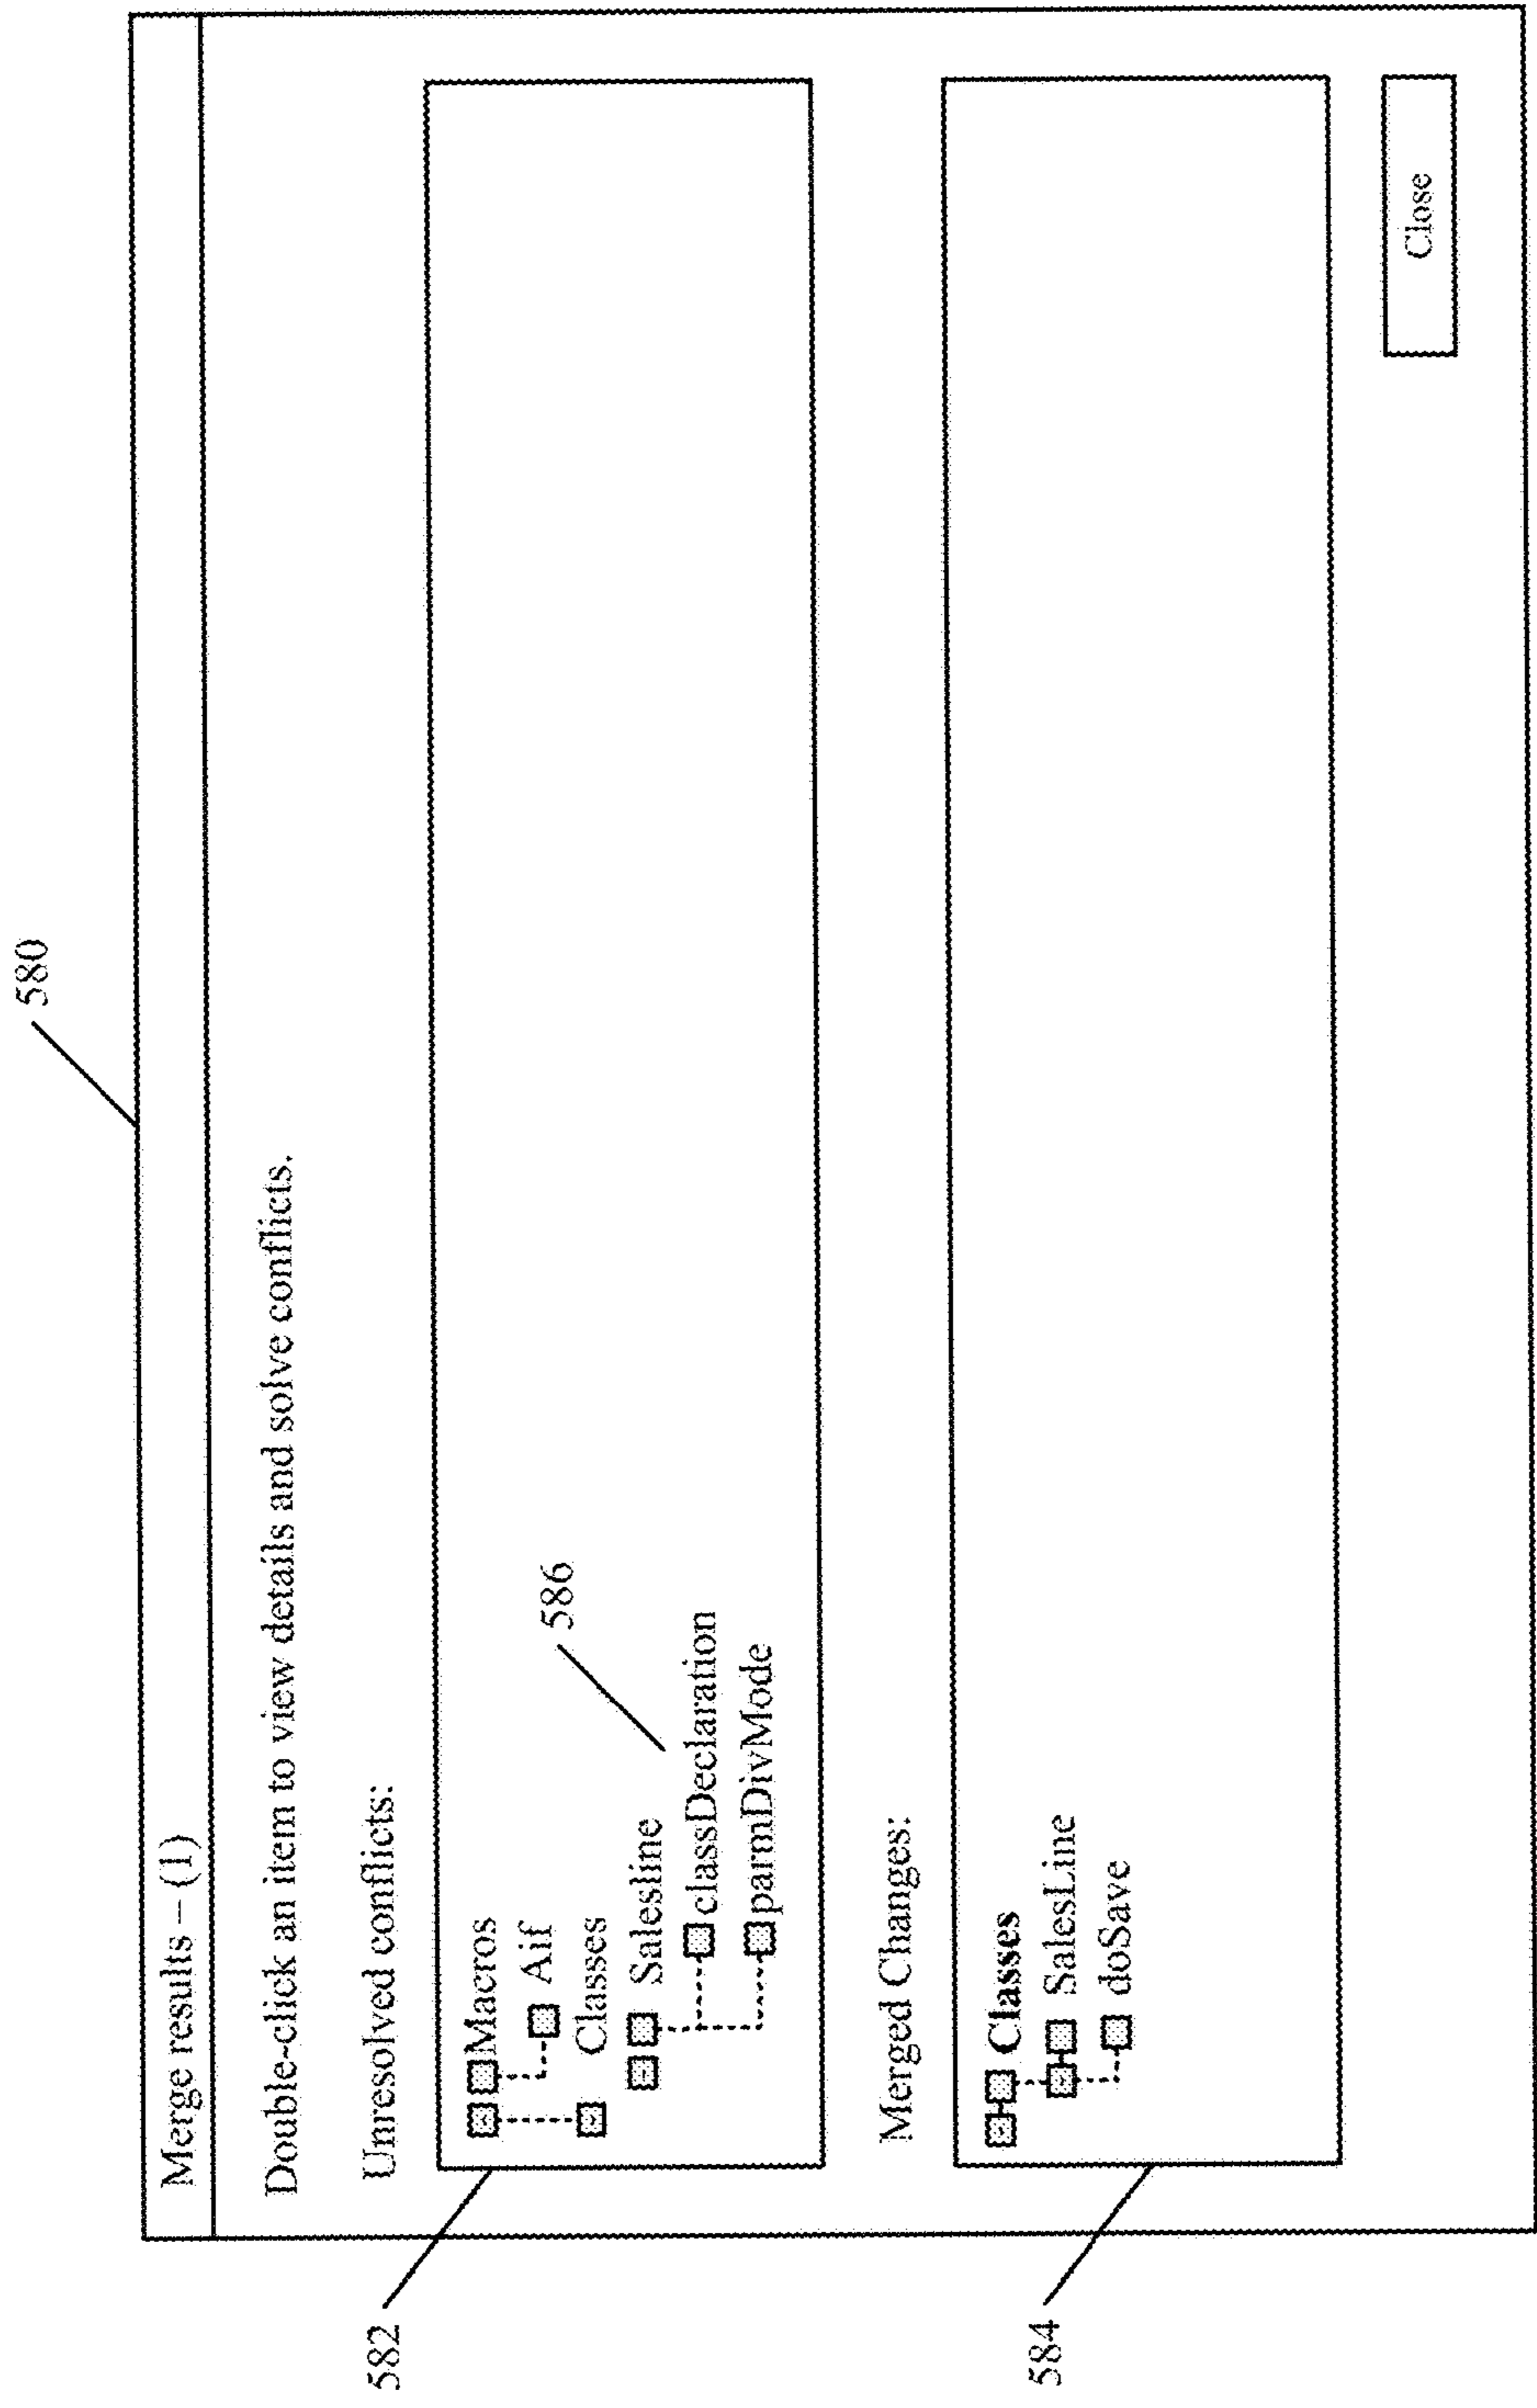 580
Merge results – (1)
Double-click an item to view details and solve conflicts.
Unresolved conflicts:
582
Macros
Aif
586
Classes
Salesline
classDeclaration
parmDivMode
Merged Changes:
584
Classes
SalesLine
doSave
Close